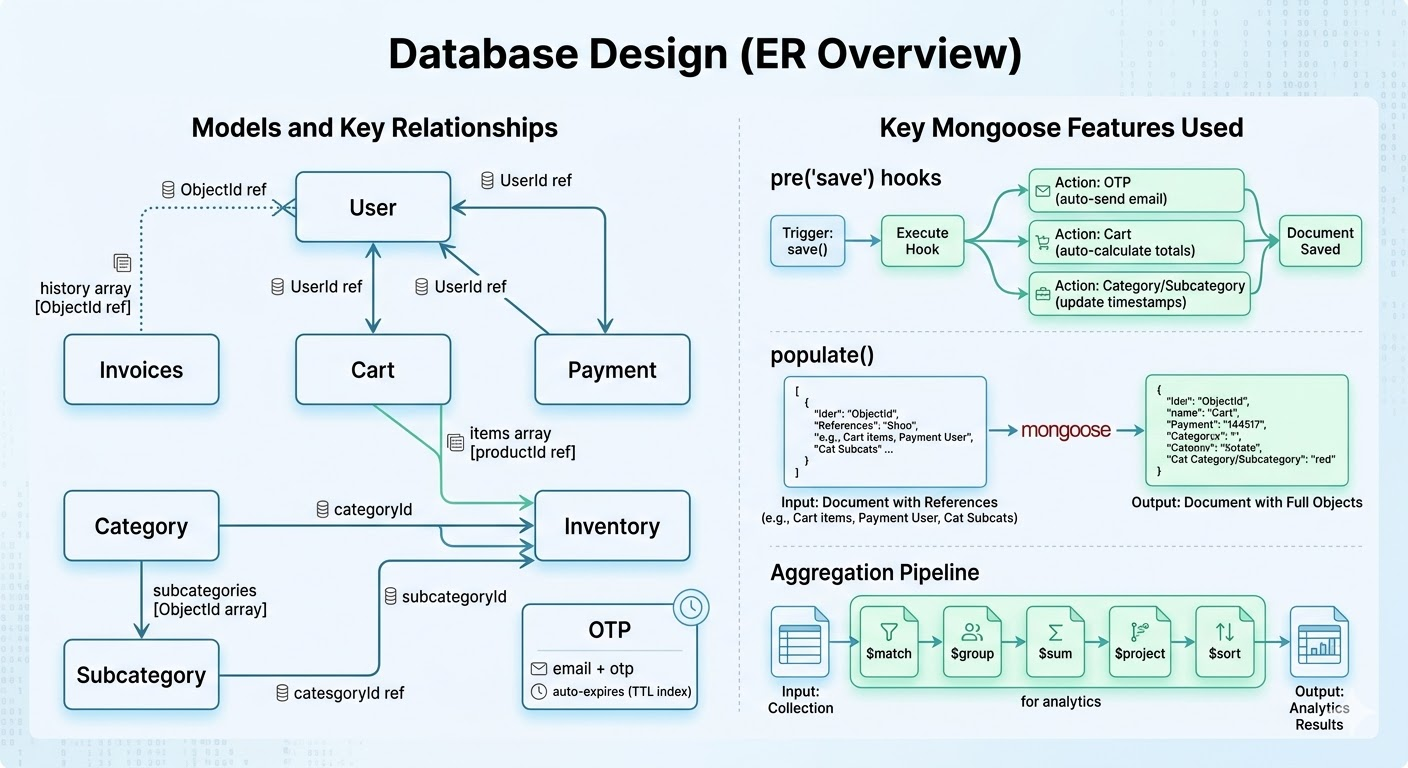 Database Design (ER Overview)
Models and Key Relationships
ObjectId ref
User
UserId ref
history array
[ObjectId ref]
UserId ref
UserId ref
Invoices
Cart
Payment
items array
[productId ref]
Category
categoryId
Inventory
subcategories
[ObjectId array]
subcategoryId
Subcategory
catesgoryId ref
OTP
email + otp
auto-expires (TTL index)
Key Mongoose Features Used
pre('save') hooks
Trigger:
save()
Execute
Hook
Action: OTP
(auto-send email)
Action: Cart
(auto-calculate totals)
Action: Category/Subcategory
(update timestamps)
Document
Saved
populate()
[
{
"Ider": "ObjectId",
"References": "Shoo",
"e.g., Cart items, Payment User,
"Cat Subcats" ...
}
]
mongoose
{
"ObjectId",
"name": "Cart",
"Payment": "144517",
"Cat Category/Subcategory": "red"
}
Input: Document with References
(e.g., Cart items, Payment User, Cat Subcats)
Output: Document with Full Objects
Aggregation Pipeline
$match
$group
$sum
$project
$sort
Input:
Collection
for analytics
Output:
Analytics
Results